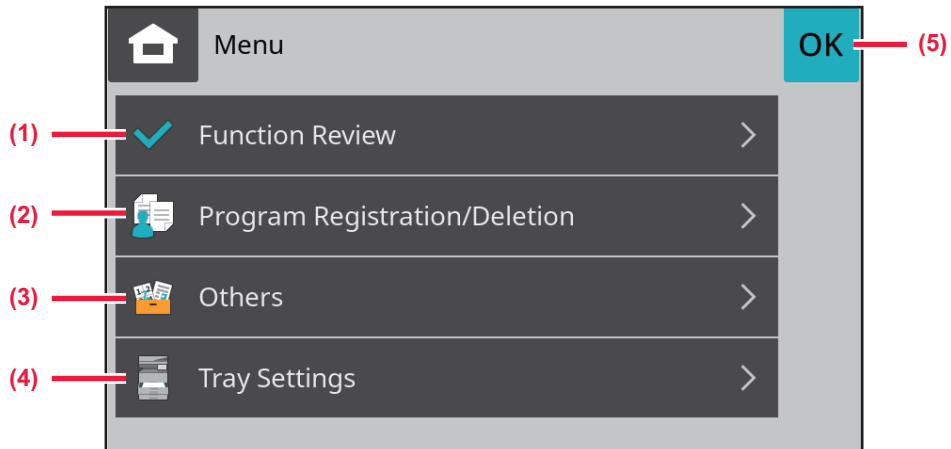 Menu
OK
(5)
(1)
Function Review
(2)
Program Registration/Deletion
(3)
Others
(4)
Tray Settings